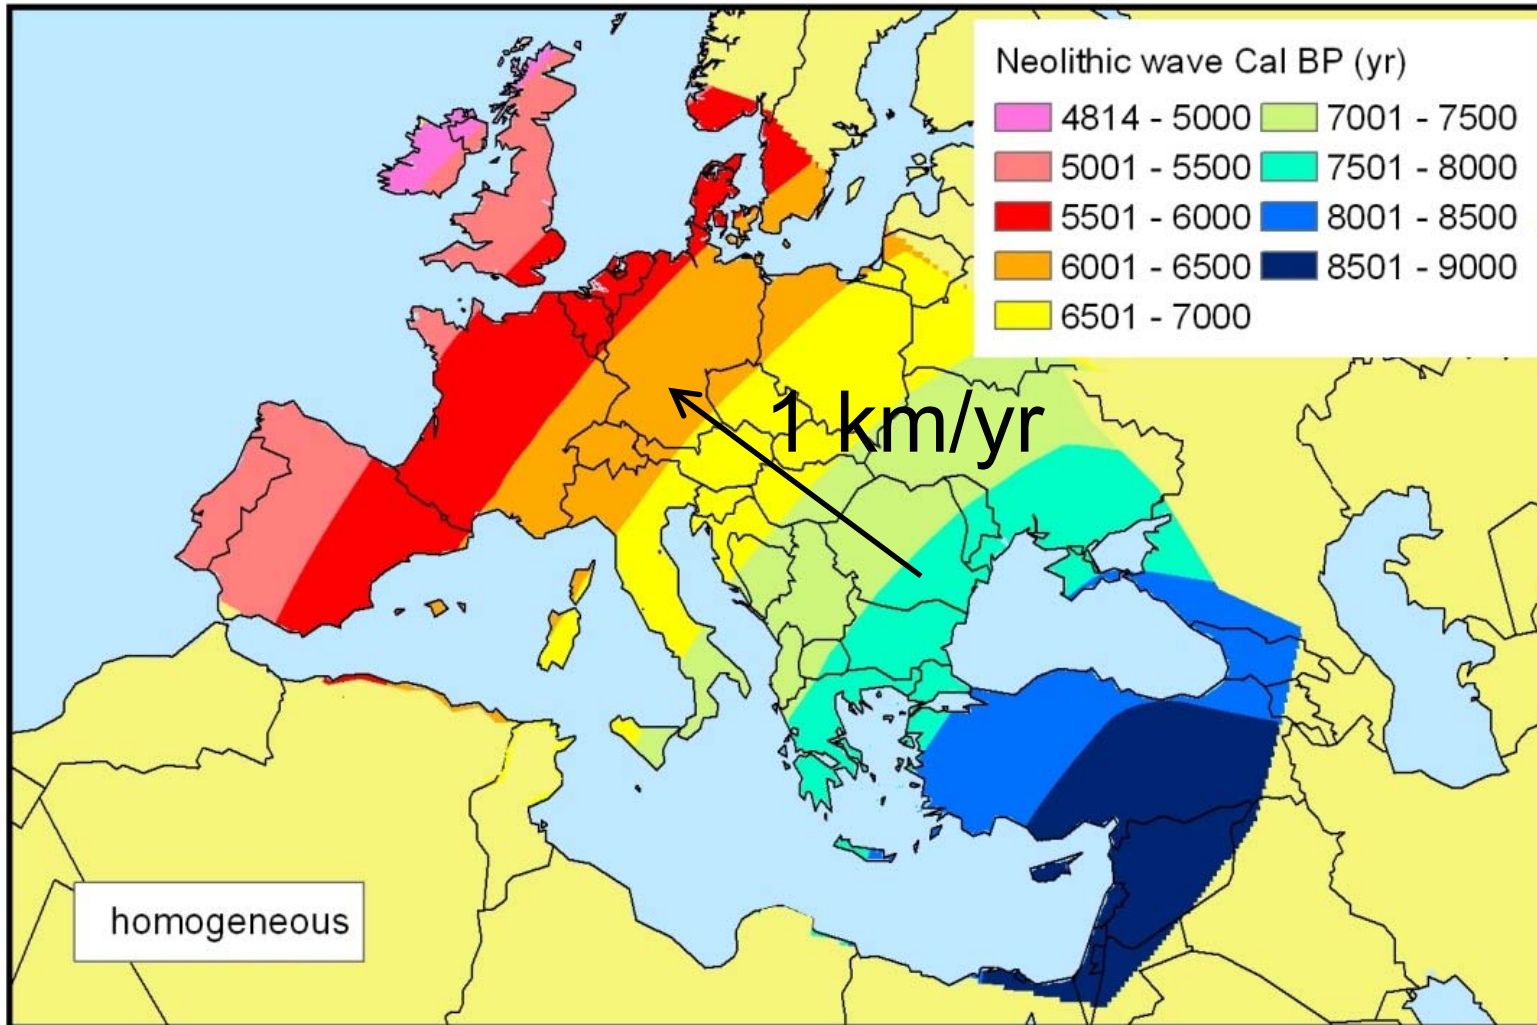 Neolithic wave Cal BP (yr)
4814 - 5000 7001 - 7500
5001 - 5500 7501 - 8000
5501 - 6000 8001 - 8500
6001 - 6500 8501 - 9000
6501 - 7000
1 km/yr
homogeneous